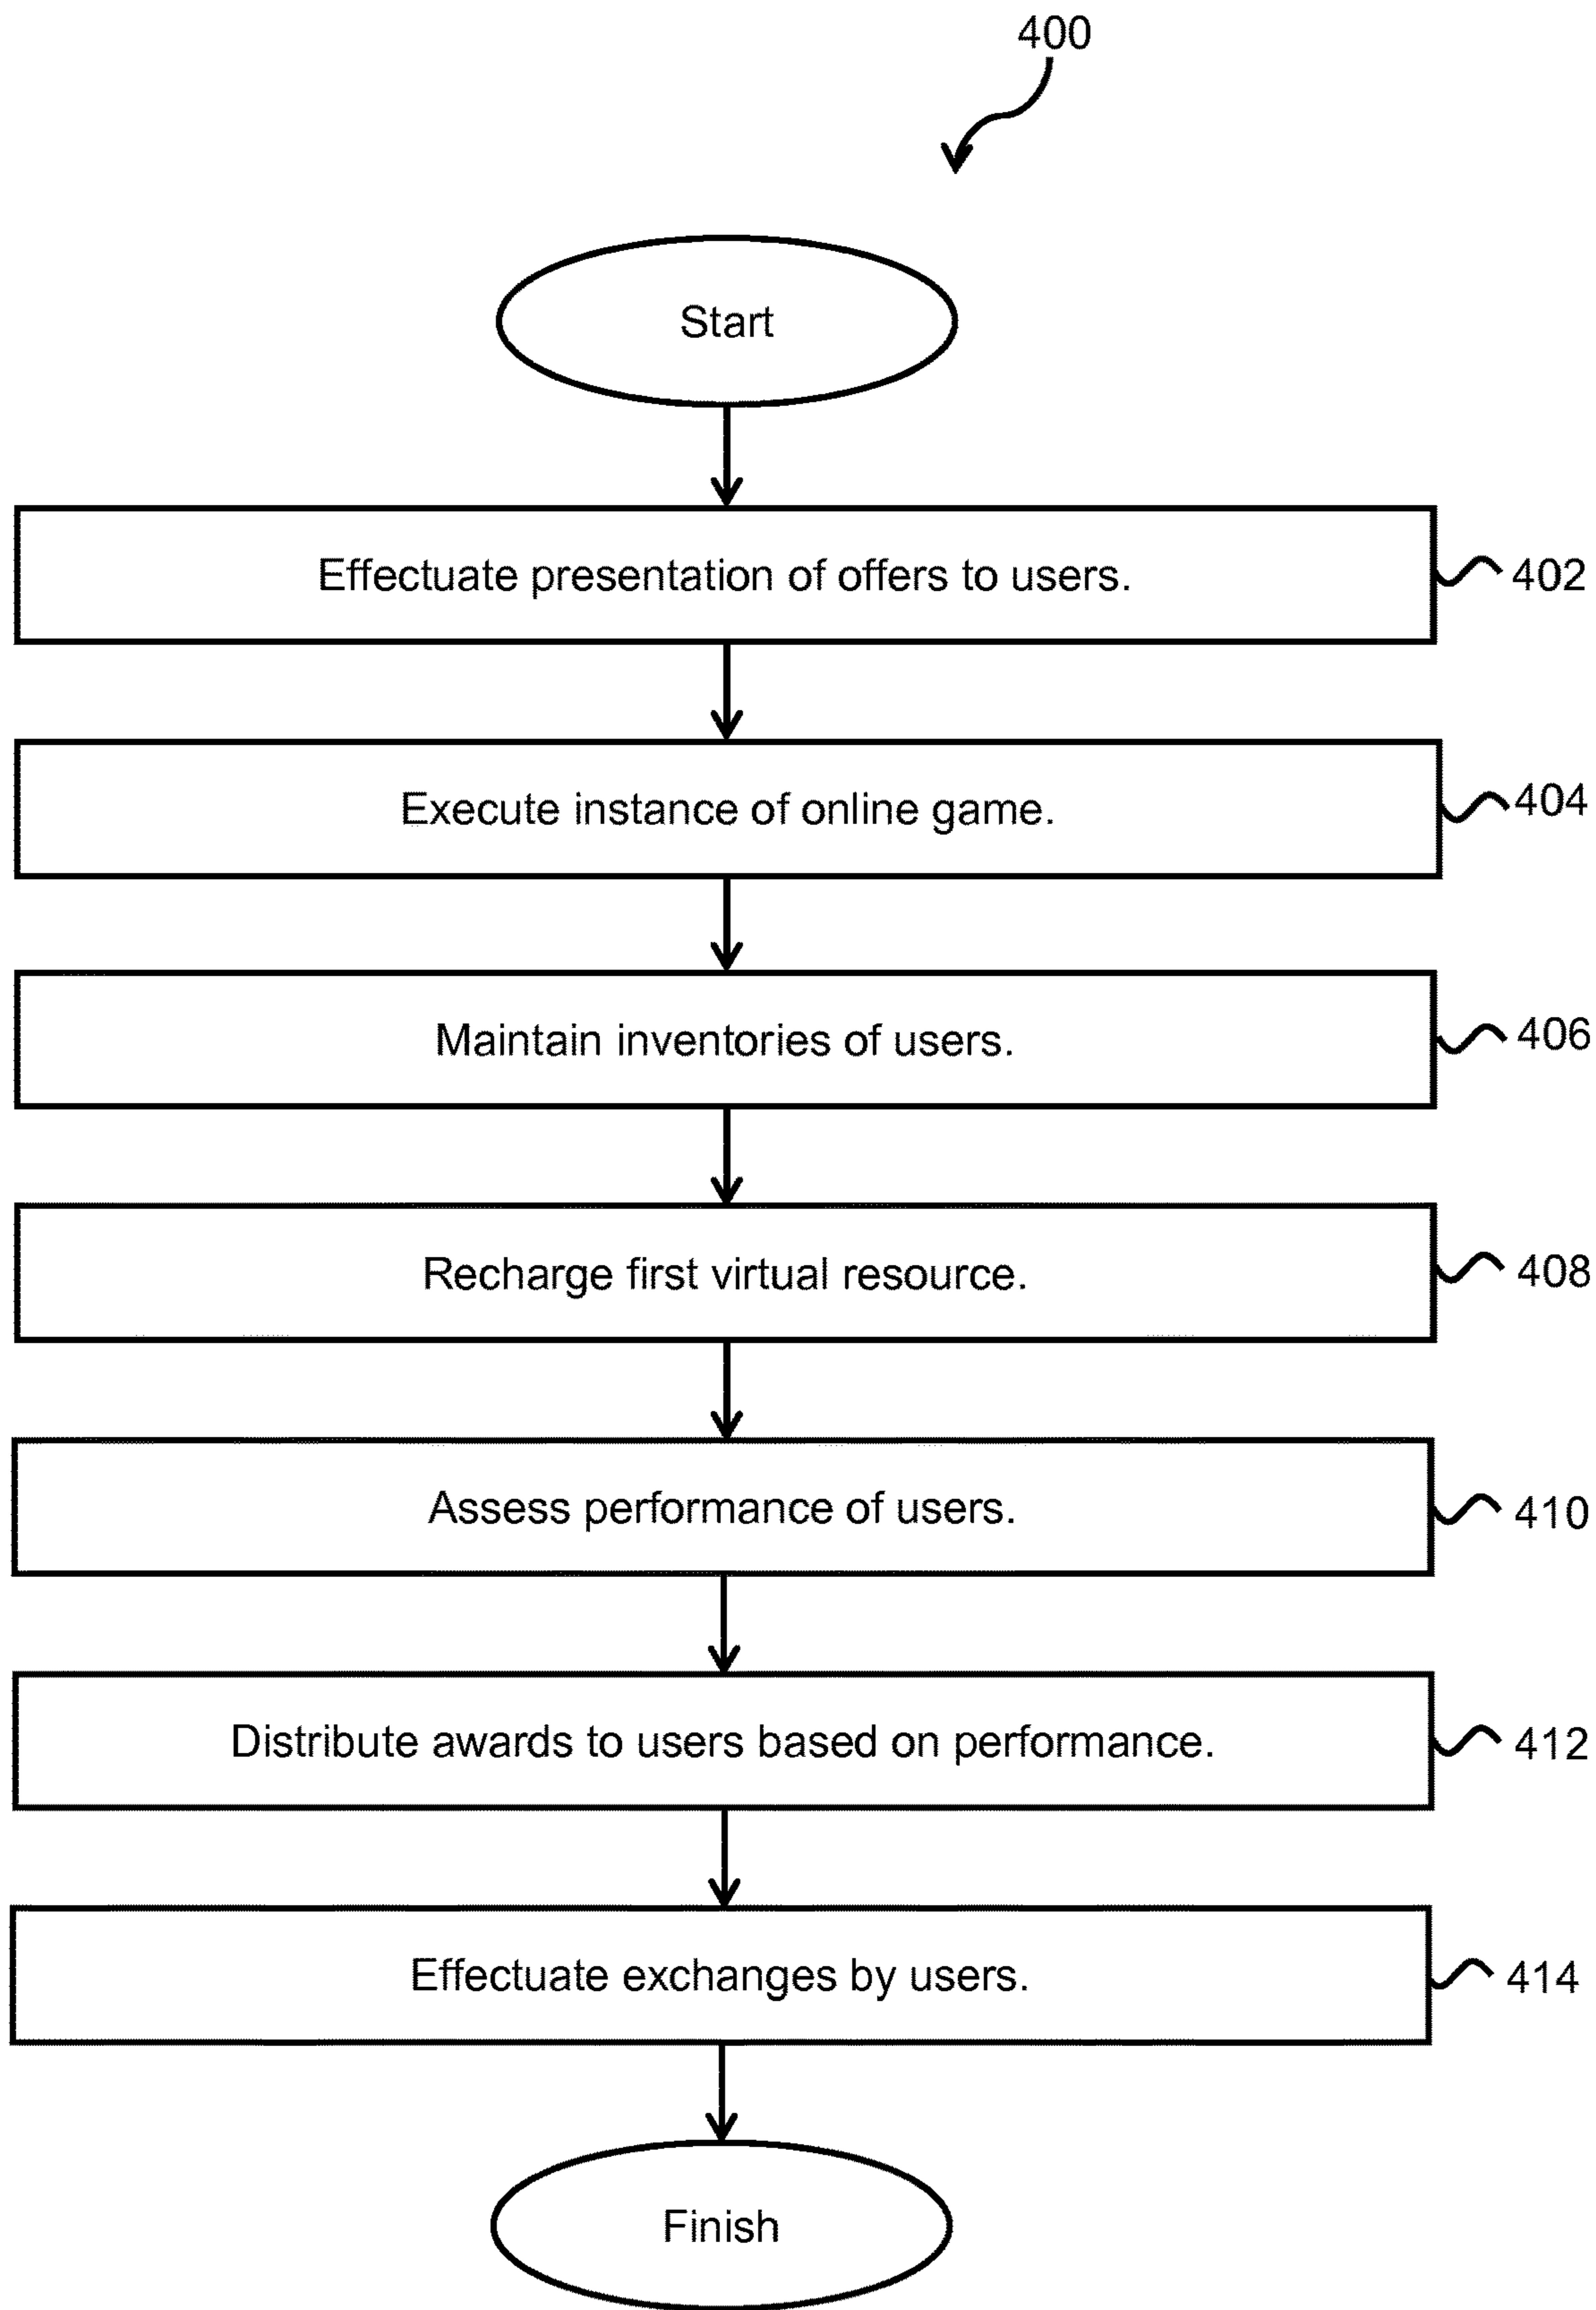 400
Start
Effectuate presentation of offers to users.
402
Execute instance of online game.
404
Maintain inventories of users.
406
Recharge first virtual resource.
408
Assess performance of users.
410
Distribute awards to users based on performance.
412
Effectuate exchanges by users.
414
Finish